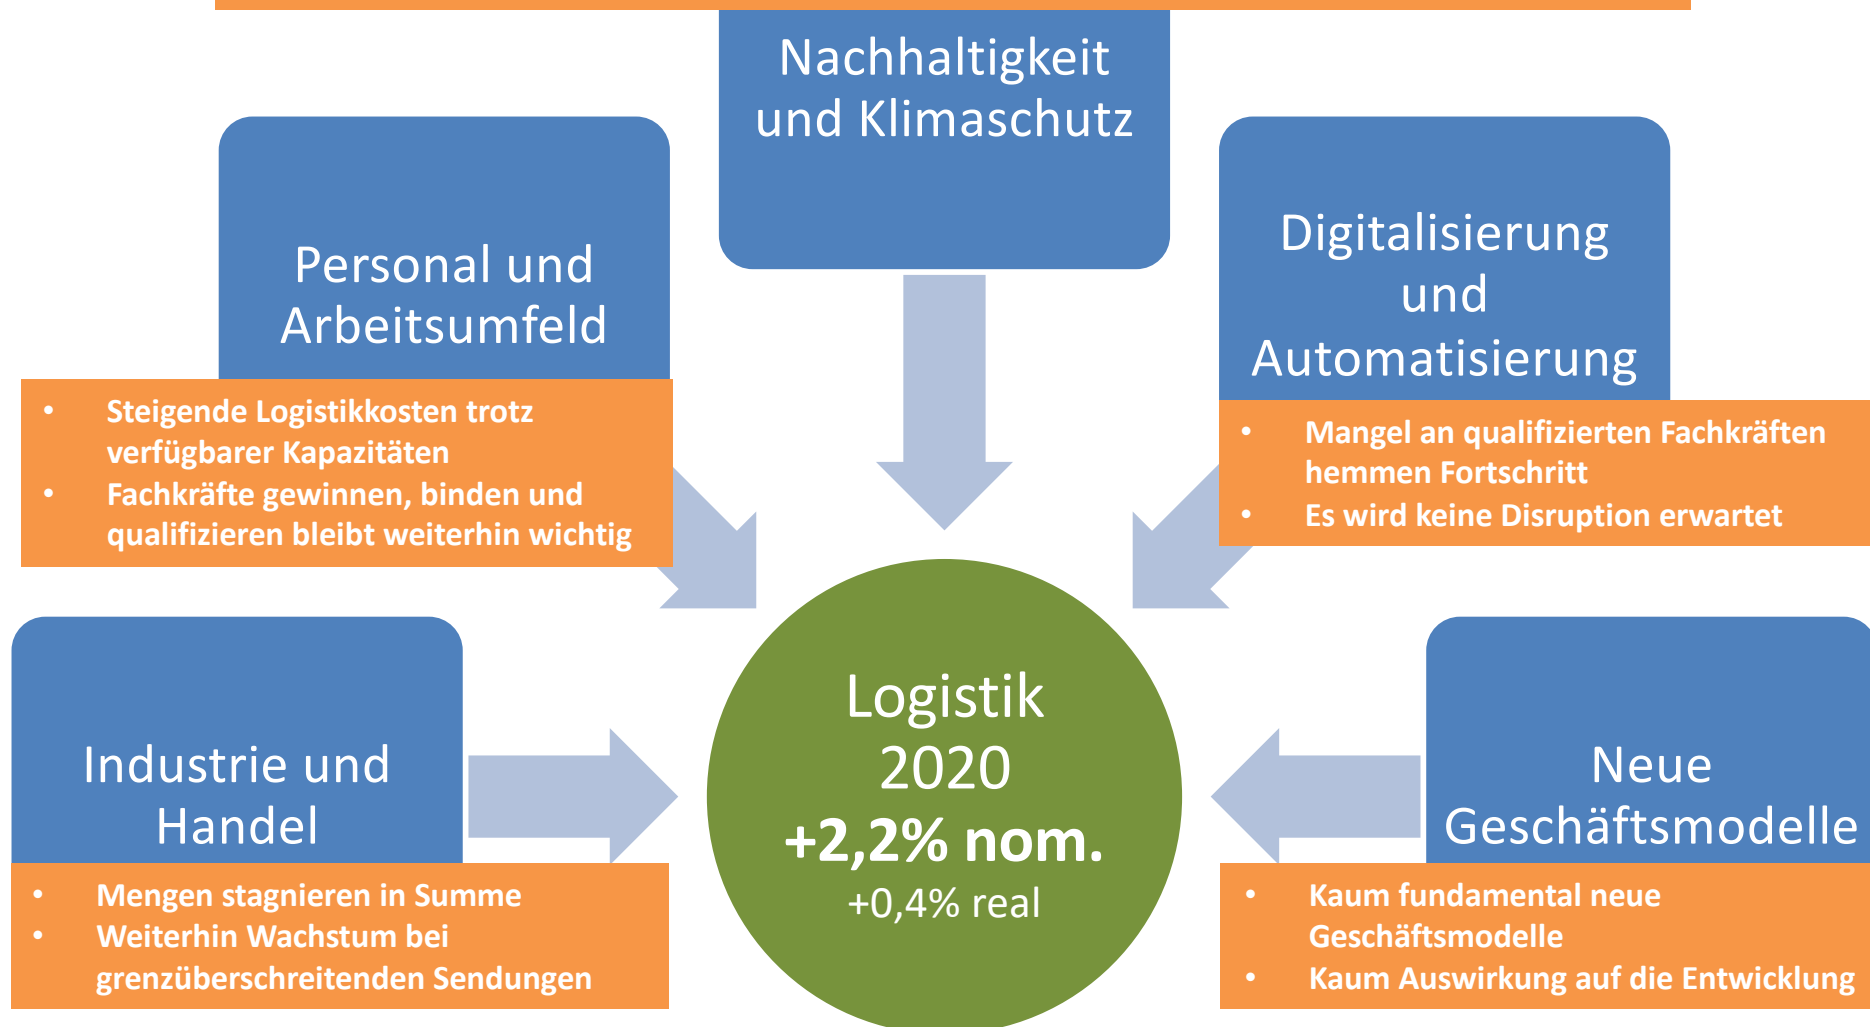 Nachhaltigkeit
und Klimaschutz
Personal und
Arbeitsumfeld
• Steigende Logistikkosten trotz
verfügbarer Kapazitäten
• Fachkräfte gewinnen, binden und
qualifizieren bleibt weiterhin wichtig
Digitalisierung
und
Automatisierung
• Mangel an qualifizierten Fachkräften
hemmen Fortschritt
• Es wird keine Disruption erwartet
Industrie und
Handel
• Mengen stagnieren in Summe
• Weiterhin Wachstum bei
grenzüberschreitenden Sendungen
Logistik
2020
+2,2% nom.
+0,4% real
Neue
Geschäftsmodelle
• Kaum fundamental neue
Geschäftsmodelle
• Kaum Auswirkung auf die Entwicklung